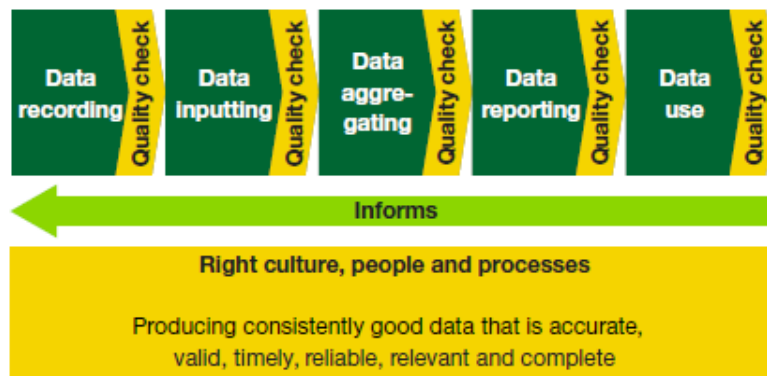 Data
recording
Quality check
Data
inputting
Quality check
Data
aggre-
gating
Quality check
Data
reporting
Quality check
Data
use
Quality check
Informs
Right culture, people and processes
Producing consistently good data that is accurate,
valid, timely, reliable, relevant and complete